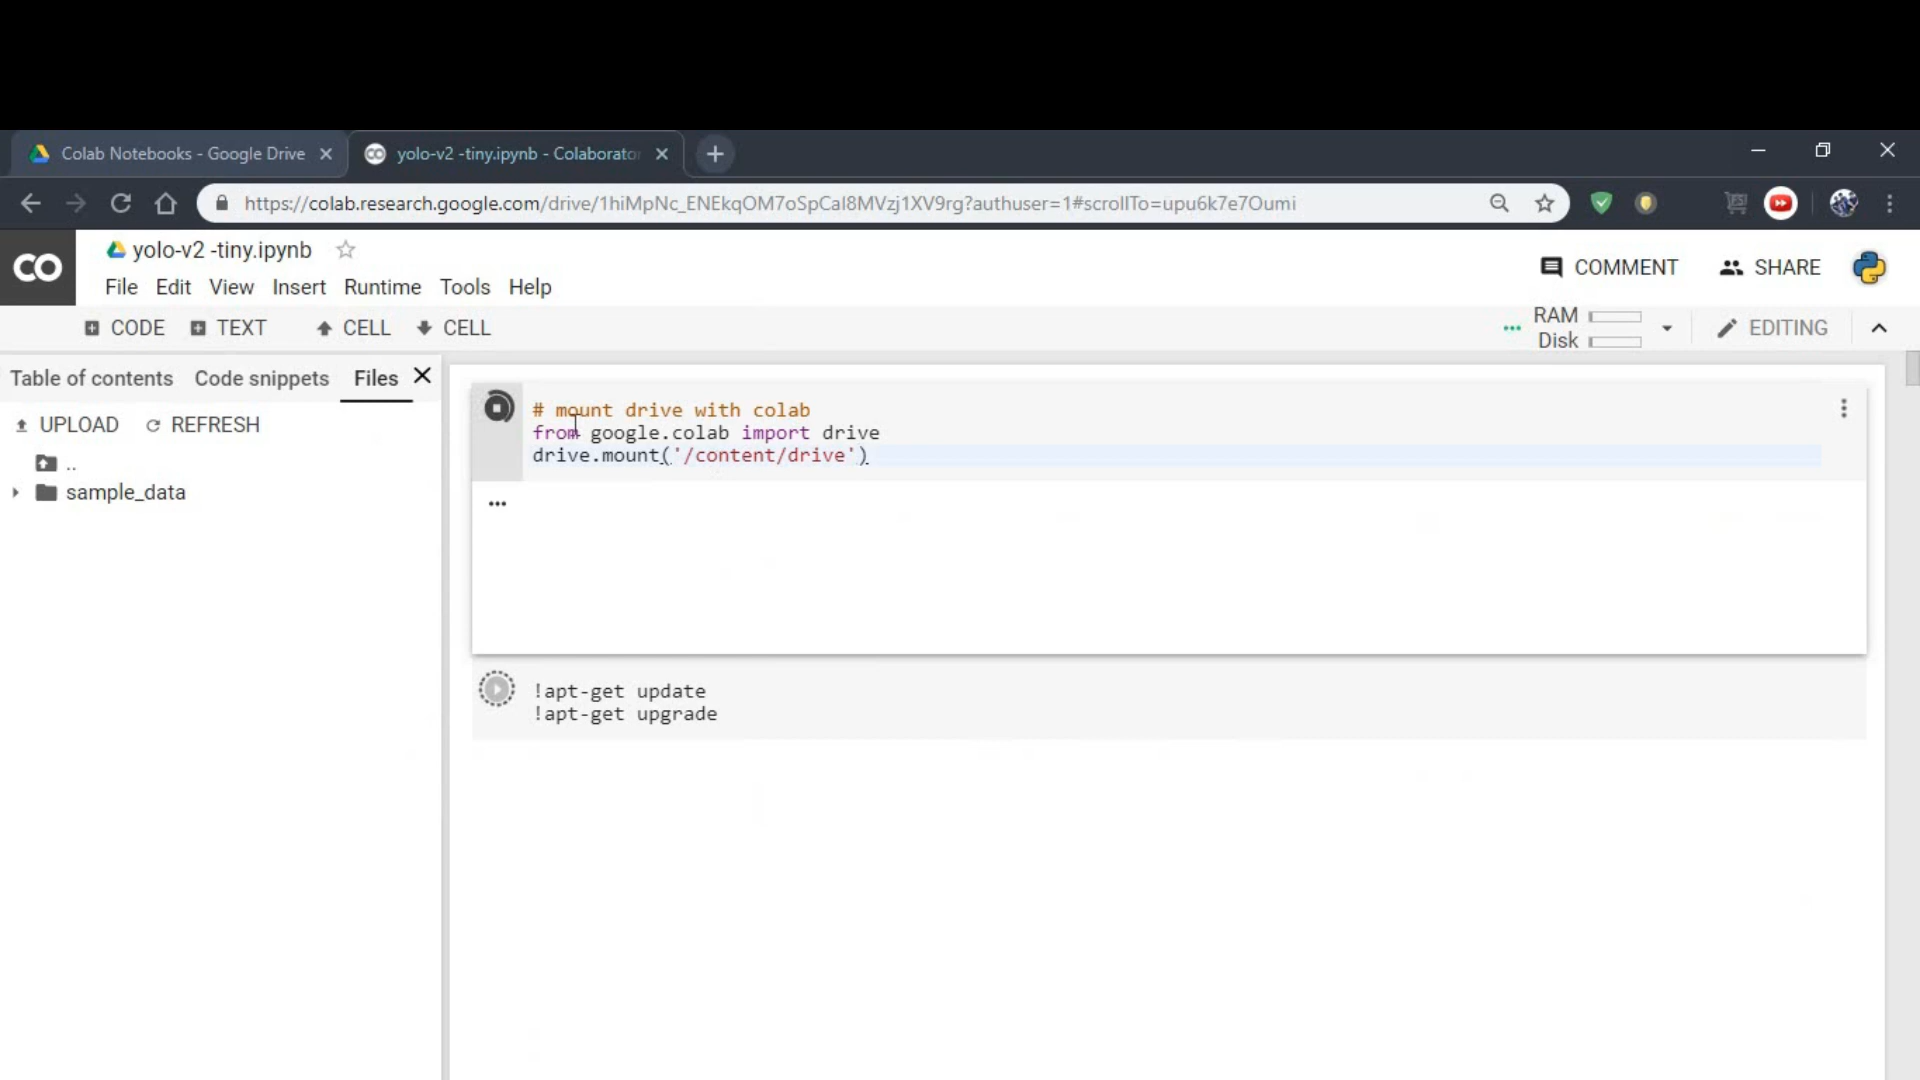 Colab Notebooks - Google Drive
yolo-v2 -tiny.ipynb - Colaborato
https://colab.research.google.com/drive/1hiMpNc_ENEkqOM7oSpCaI8MVzj1XV9rg?authuser=1#scrollTo=upu6k7e7Oumi
CO
yolo-v2 -tiny.ipynb
COMMENT
SHARE
File Edit View Insert Runtime Tools Help
CODE TEXT CELL CELL
RAM
Disk
EDITING
Table of contents Code snippets Files
UPLOAD REFRESH
..
sample_data
# mount drive with colab
from google.colab import drive
drive.mount('/content/drive')
!apt-get update
!apt-get upgrade